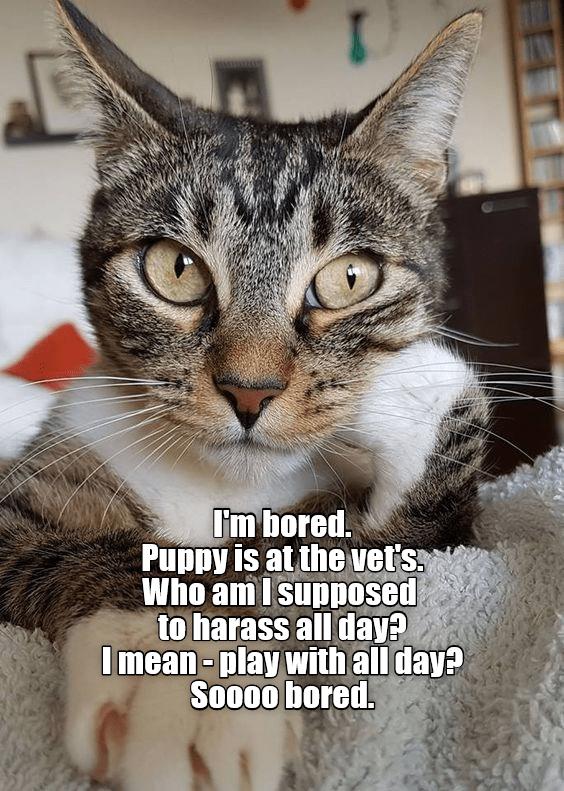 I'm bored.
Puppy is at the vet's.
Who am I supposed
to harass all day?
I mean - play with all day?
Soooo bored.